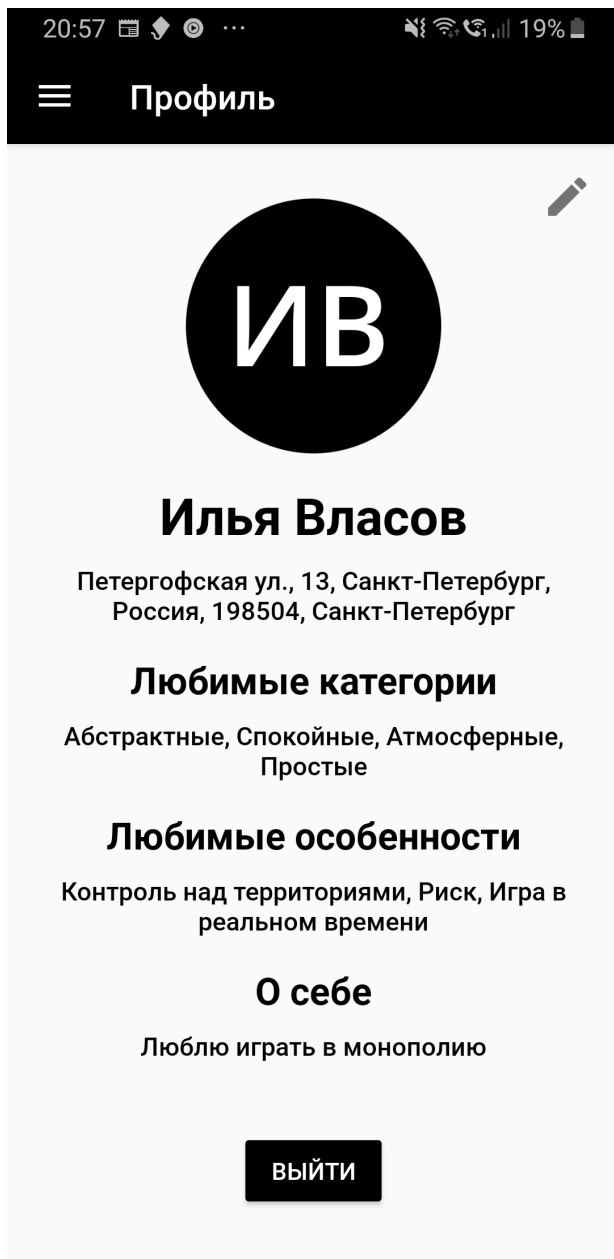 20:57 ... 19%
Профиль
ИВ
Илья Власов
Петергофская ул., 13, Санкт-Петербург,
Россия, 198504, Санкт-Петербург
Любимые категории
Абстрактные, Спокойные, Атмосферные,
Простые
Любимые особенности
Контроль над территориями, Риск, Игра в
реальном времени
О себе
Люблю играть в монополию
ВЫЙТИ